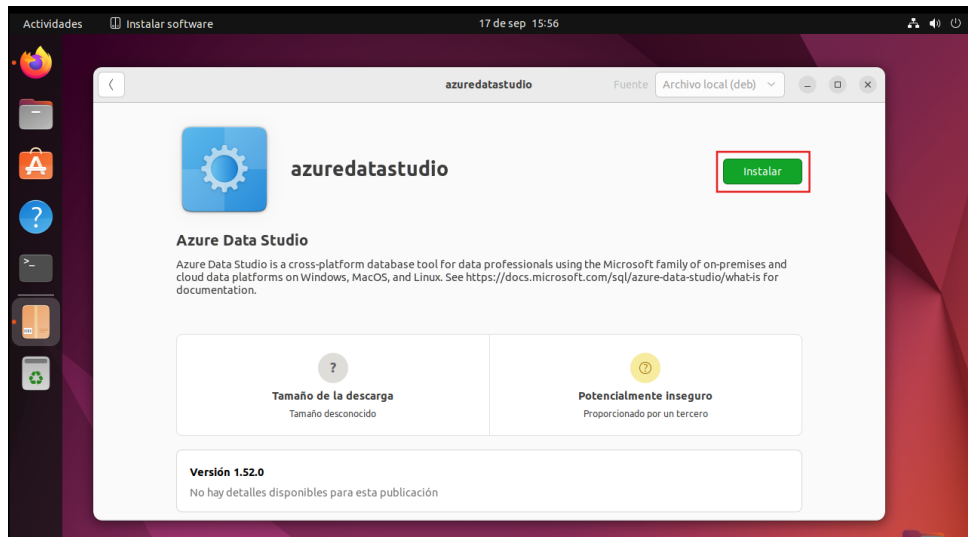 Actividades
Instalar software
17 de sep 15:56
azuredatastudio
Fuente
Archivo local (deb)
azuredatastudio
Instalar
Azure Data Studio
Azure Data Studio is a cross-platform database tool for data professionals using the Microsoft family of on-premises and
cloud data platforms on Windows, MacOS, and Linux. See https://docs.microsoft.com/sql/azure-data-studio/what-is for
documentation.
?
Tamaño de la descarga
Tamaño desconocido
?
Potencialmente inseguro
Proporcionado por un tercero
Versión 1.52.0
No hay detalles disponibles para esta publicación